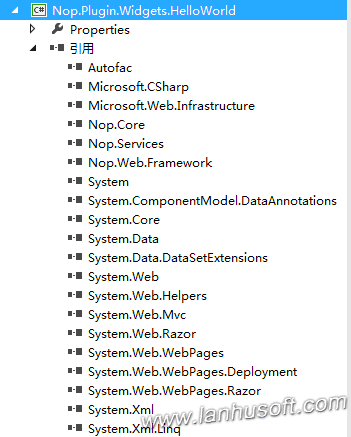 Nop.Plugin.Widgets.HelloWorld
Properties
引用
Autofac
Microsoft.CSharp
Microsoft.Web.Infrastructure
Nop.Core
Nop.Services
Nop.Web.Framework
System
System.ComponentModel.DataAnnotations
System.Core
System.Data
System.Data.DataSetExtensions
System.Web
System.Web.Helpers
System.Web.Mvc
System.Web.Razor
System.Web.WebPages
System.Web.WebPages.Deployment
System.Web.WebPages.Razor
System.Xml
System.Xml.Linq
www.lanhusoft.com